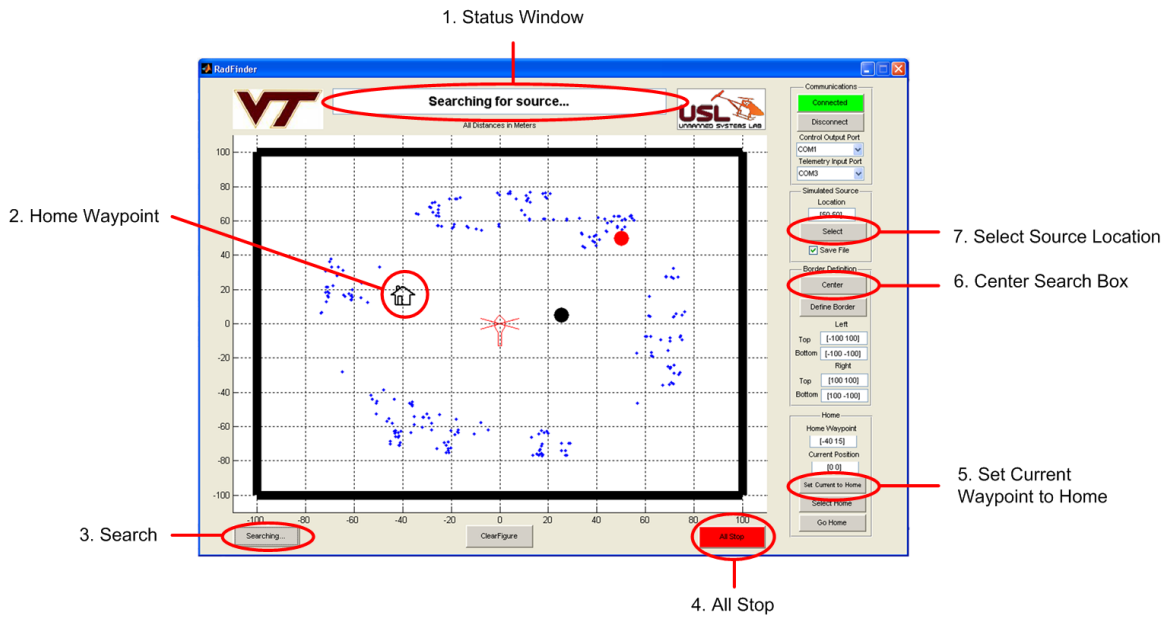 1. Status Window
RadFinder
VT
Searching for source...
USL
UNMANNED SYSTEMS LAB
All Distances in Meters
Communications
Connected
Disconnect
Control Output Port
COM1
Telemetry Input Port
COM3
Simulated Source
Location
[50 50]
Select
Save File
Border Definition
Center
Define Border
Left
Top [-100 100]
Bottom [-100 -100]
Right
Top [100 100]
Bottom [100 -100]
Home
Home Waypoint
[-40 15]
Current Position
[0 0]
Set Current to Home
Select Home
Go Home
100
80
60
40
20
0
-20
-40
-60
-80
-100
-100 -80 -60 -40 -20 0 20 40 60 80 100
Searching...
ClearFigure
All Stop
2. Home Waypoint
3. Search
4. All Stop
5. Set Current
Waypoint to Home
6. Center Search Box
7. Select Source Location